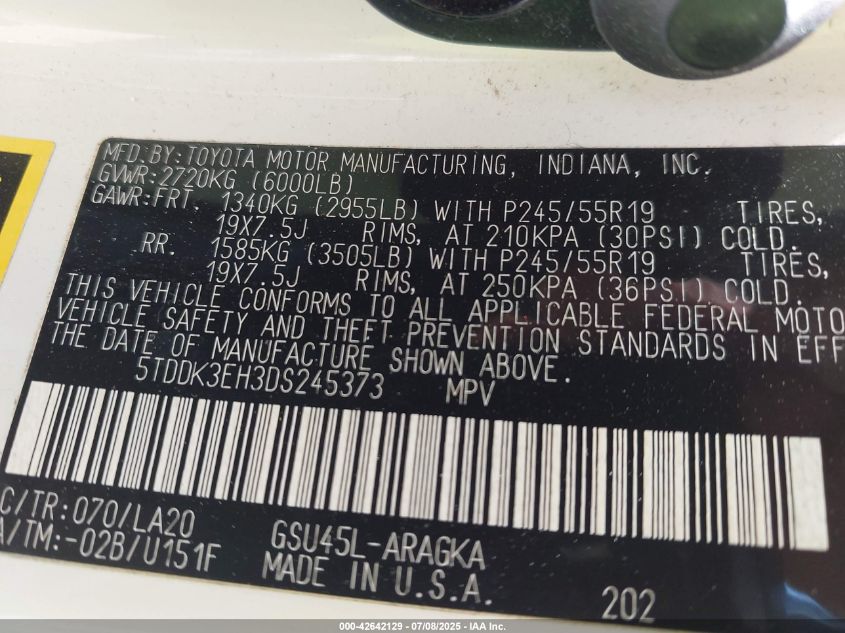 MFD.BY:TOYOTA MOTOR MANUFACTURING, INDIANA, INC.
GVWR:2720KG (6000LB)
GAWR:FRT. 1340KG (2955LB) WITH P245/55R19 TIRES,
19X7.5J RIMS, AT 210KPA (30PSI) COLD.
RR. 1585KG (3505LB) WITH P245/55R19 TIRES,
19X7.5J RIMS, AT 250KPA (36PSI) COLD.
THIS VEHICLE CONFORMS TO ALL APPLICABLE FEDERAL MOTO
VEHICLE SAFETY AND THEFT PREVENTION STANDARDS IN EFF
THE DATE OF MANUFACTURE SHOWN ABOVE.
5TDDK3EH3DS245373 MPV
C/TR:070/LA20 GSU45L-ARAGKA
A/TM:-02B/U151F MADE IN U.S.A. 202
000-42642129 - 07/08/2025 - IAA Inc.